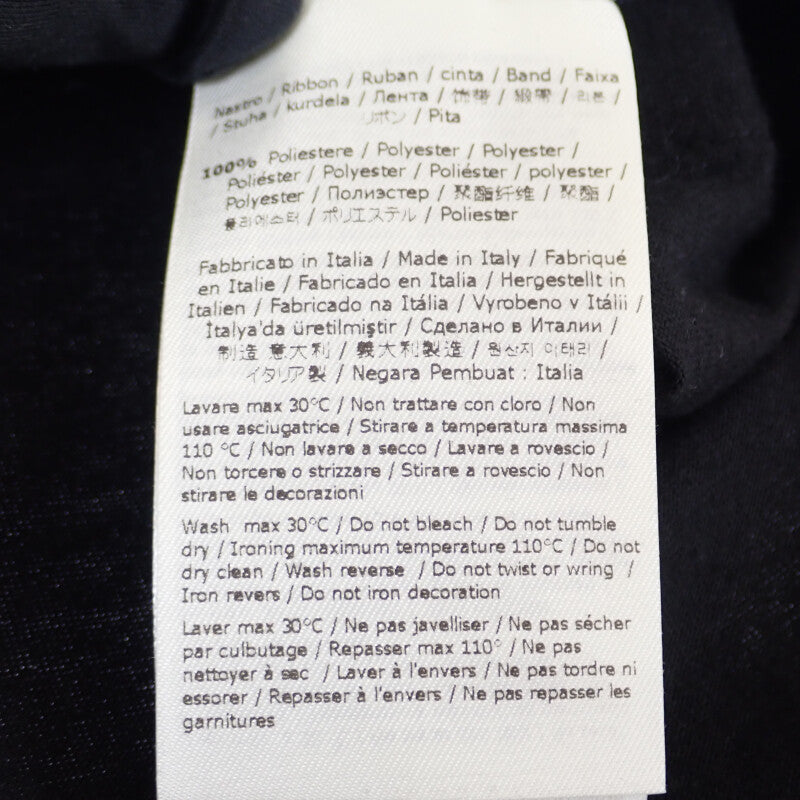 Nastro / Ribbon / Ruban / cinta / Band / Faixa
/ Stuha / kurdela / Лента / 饰带 / 緞帶 / 리본 /
リボン / Pita
100% Poliestere / Polyester / Polyester /
Poliéster / Polyester / Poliéster / polyester /
Polyester / Полиэстер / 聚酯纤维 / 聚酯 /
폴리에스터 / ポリエステル / Poliester
Fabbricato in Italia / Made in Italy / Fabriqué
en Italie / Fabricado en Italia / Hergestellt in
Italien / Fabricado na Itália / Vyrobeno v Itálii /
İtalya'da üretilmiştir / Сделано в Италии /
制造 意大利 / 義大利製造 / 원산지 이태리 /
イタリア製 / Negara Pembuat : Italia
Lavare max 30°C / Non trattare con cloro / Non
usare asciugatrice / Stirare a temperatura massima
110 °C / Non lavare a secco / Lavare a rovescio /
Non torcere o strizzare / Stirare a rovescio / Non
stirare le decorazioni
Wash max 30°C / Do not bleach / Do not tumble
dry / Ironing maximum temperature 110°C / Do not
dry clean / Wash reverse / Do not twist or wring /
Iron revers / Do not iron decoration
Laver max 30°C / Ne pas javelliser / Ne pas sécher
par culbutage / Repasser max 110° / Ne pas
nettoyer à sec / Laver à l'envers / Ne pas tordre ni
essorer / Repasser à l'envers / Ne pas repasser les
garnitures